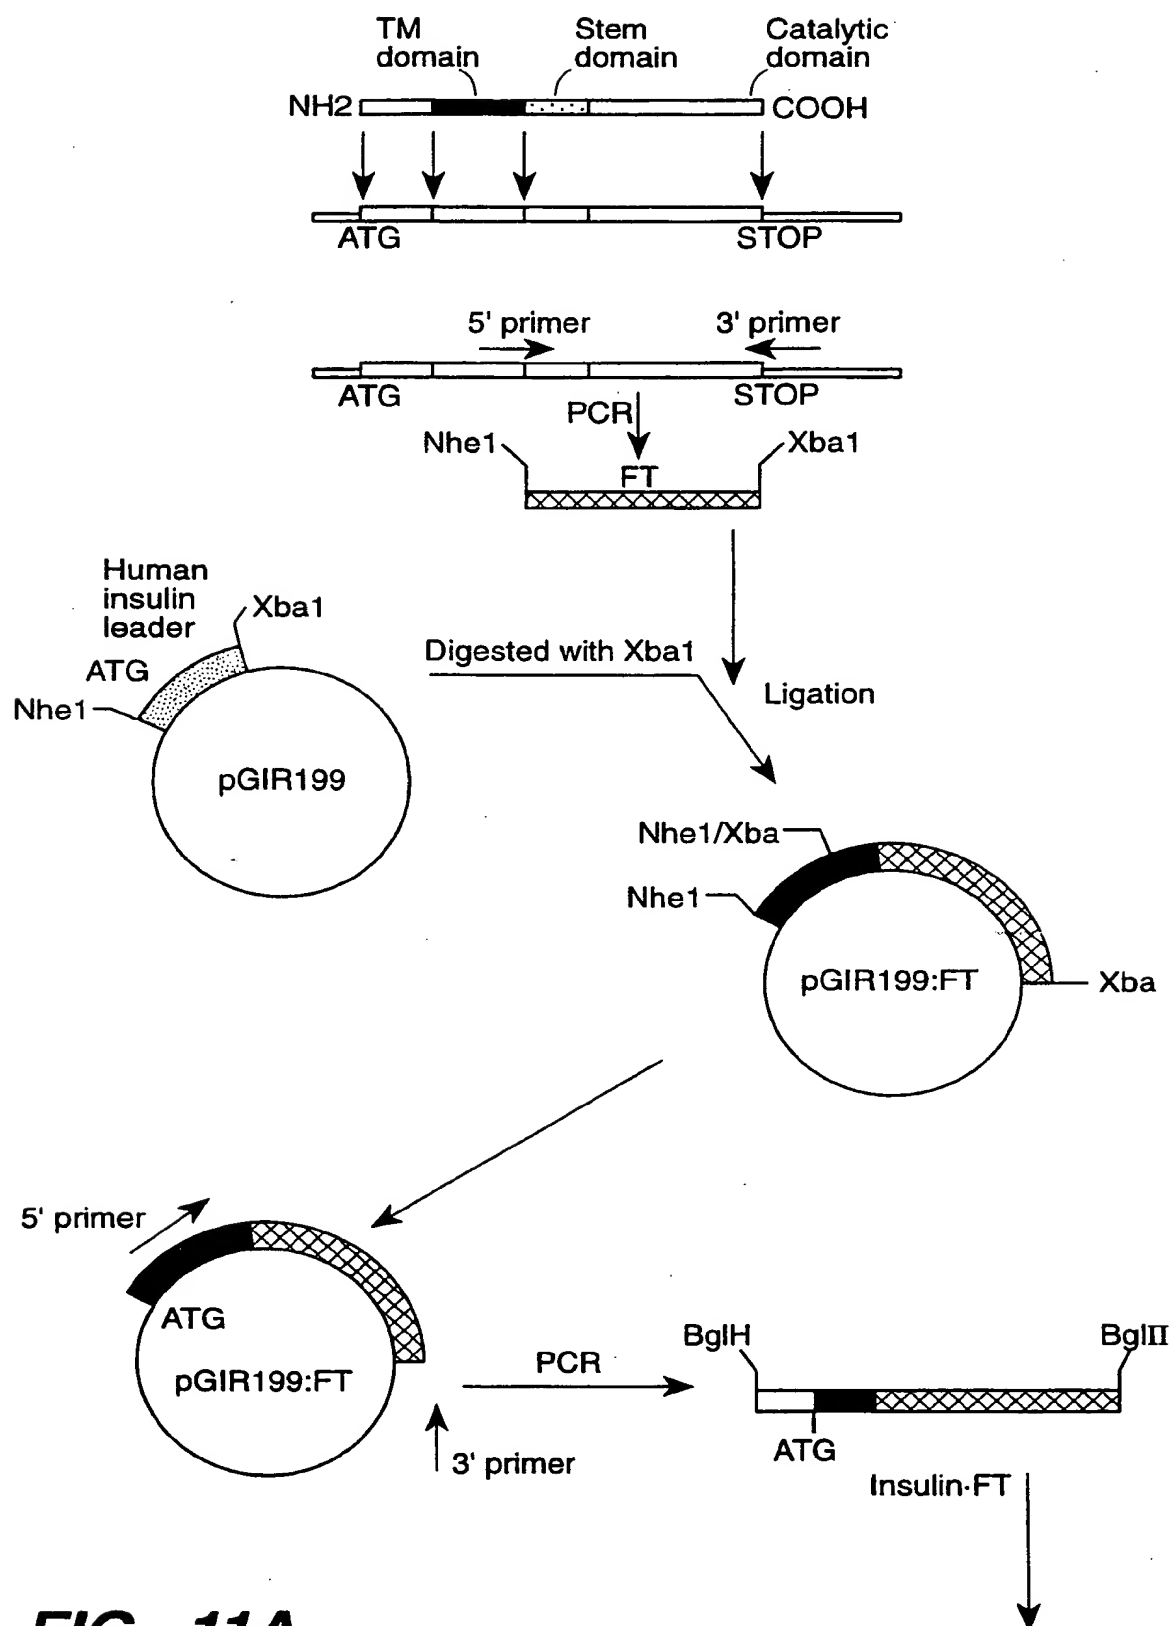 TM
domain
Stem
domain
Catalytic
domain
NH2
COOH
ATG
STOP
5' primer
3' primer
ATG
STOP
PCR
Nhe1
Xba1
FT
Human
insulin
leader
Xba1
ATG
Nhe1
Digested with Xba1
Ligation
pGIR199
Nhe1/Xba
Nhe1
pGIR199:FT
Xba
5' primer
ATG
pGIR199:FT
3' primer
PCR
BglH
BglII
ATG
Insulin·FT
FIG. 11A